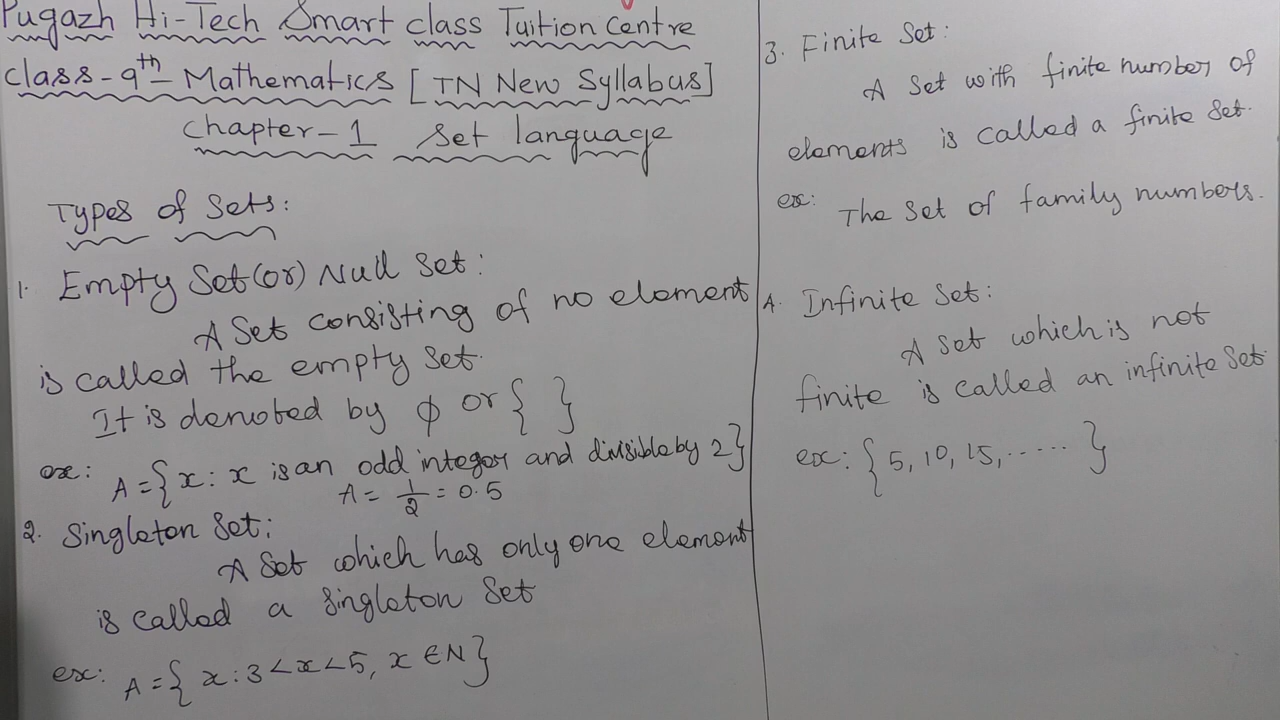 Pugazh Hi-Tech Smart class Tuition centre
class-9th- Mathematics [TN New Syllabus]
Chapter-1 Set language
Types of Sets:
1. Empty Set(or) Null Set:
A Set consisting of no element
is called the empty set.
It is denoted by ϕ or { }
ex: A={x: x is an odd integer and divisible by 2}
A = 1/2 = 0.5
2. Singleton Set:
A Set which has only one element
is called a Singleton Set
ex: A={x:3<x<5, x∈N}
3. Finite Set:
A Set with finite number of
elements is called a finite Set.
ex: The Set of family numbers.
4. Infinite Set:
A Set which is not
finite is called an infinite Set.
ex: {5, 10, 15, ......}